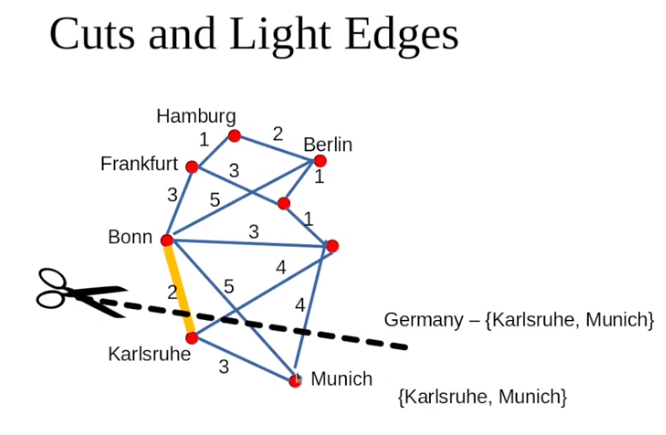 Cuts and Light Edges
Hamburg
1
2
Berlin
Frankfurt
3
1
3
5
1
Bonn
3
4
2
5
4
Germany – {Karlsruhe, Munich}
Karlsruhe
3
Munich
{Karlsruhe, Munich}